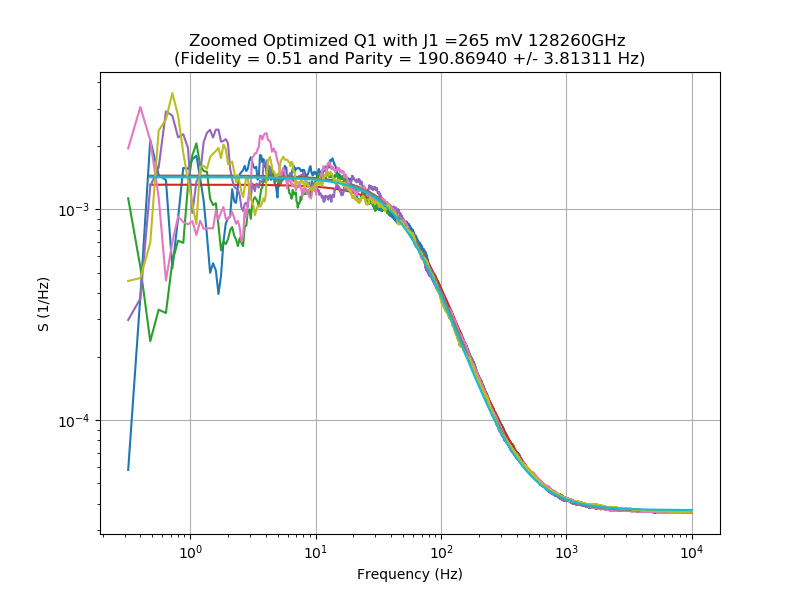 Zoomed Optimized Q1 with J1 =265 mV 128260GHz
(Fidelity = 0.51 and Parity = 190.86940 +/- 3.81311 Hz)
S (1/Hz)
10⁻³
10⁻⁴
10⁰ 10¹ 10² 10³ 10⁴
Frequency (Hz)